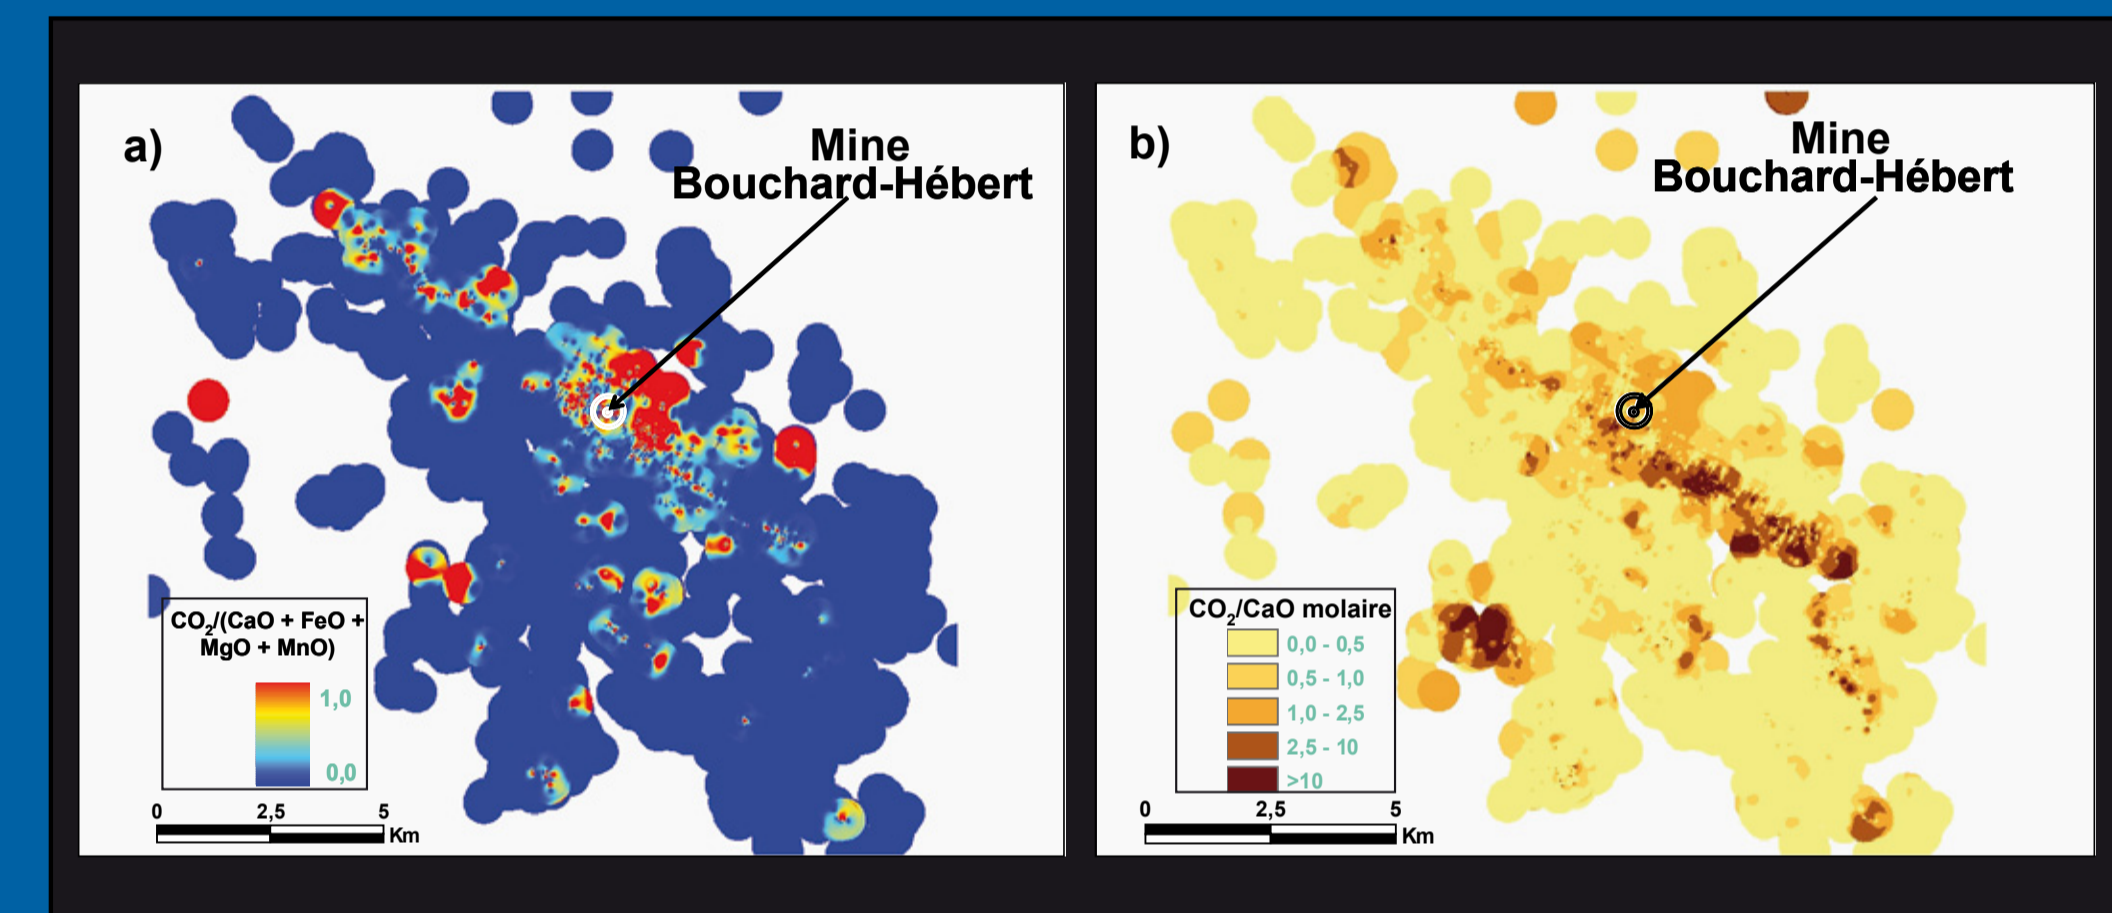 a)
Mine
Bouchard-Hébert
CO2/(CaO + FeO +
MgO + MnO)
1,0
0,0
0 2,5 5
Km
b)
Mine
Bouchard-Hébert
CO2/CaO molaire
0,0 - 0,5
0,5 - 1,0
1,0 - 2,5
2,5 - 10
>10
0 2,5 5
Km